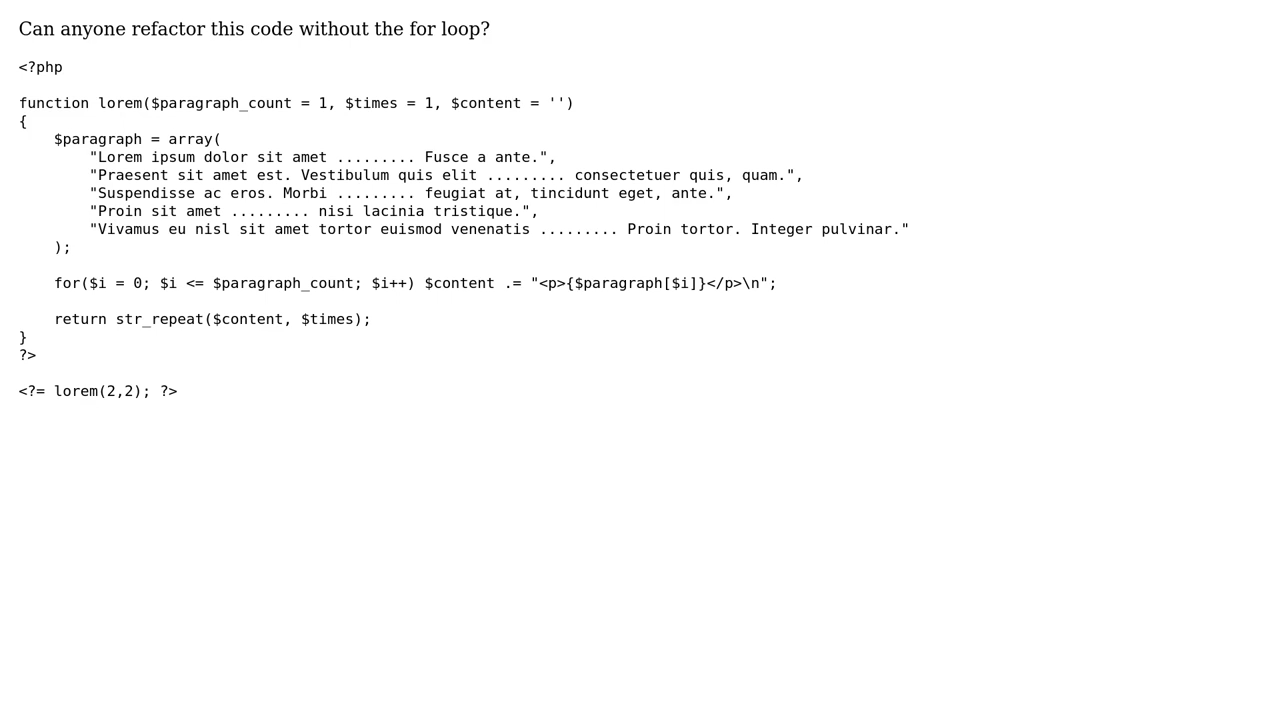 Can anyone refactor this code without the for loop?
<?php
function lorem($paragraph_count = 1, $times = 1, $content = '')
{
    $paragraph = array(
        "Lorem ipsum dolor sit amet ......... Fusce a ante.",
        "Praesent sit amet est. Vestibulum quis elit ......... consectetuer quis, quam.",
        "Suspendisse ac eros. Morbi ......... feugiat at, tincidunt eget, ante.",
        "Proin sit amet ......... nisi lacinia tristique.",
        "Vivamus eu nisl sit amet tortor euismod venenatis ......... Proin tortor. Integer pulvinar."
    );
    for($i = 0; $i <= $paragraph_count; $i++) $content .= "<p>{$paragraph[$i]}</p>\n";
    return str_repeat($content, $times);
}
?>
<?= lorem(2,2); ?>